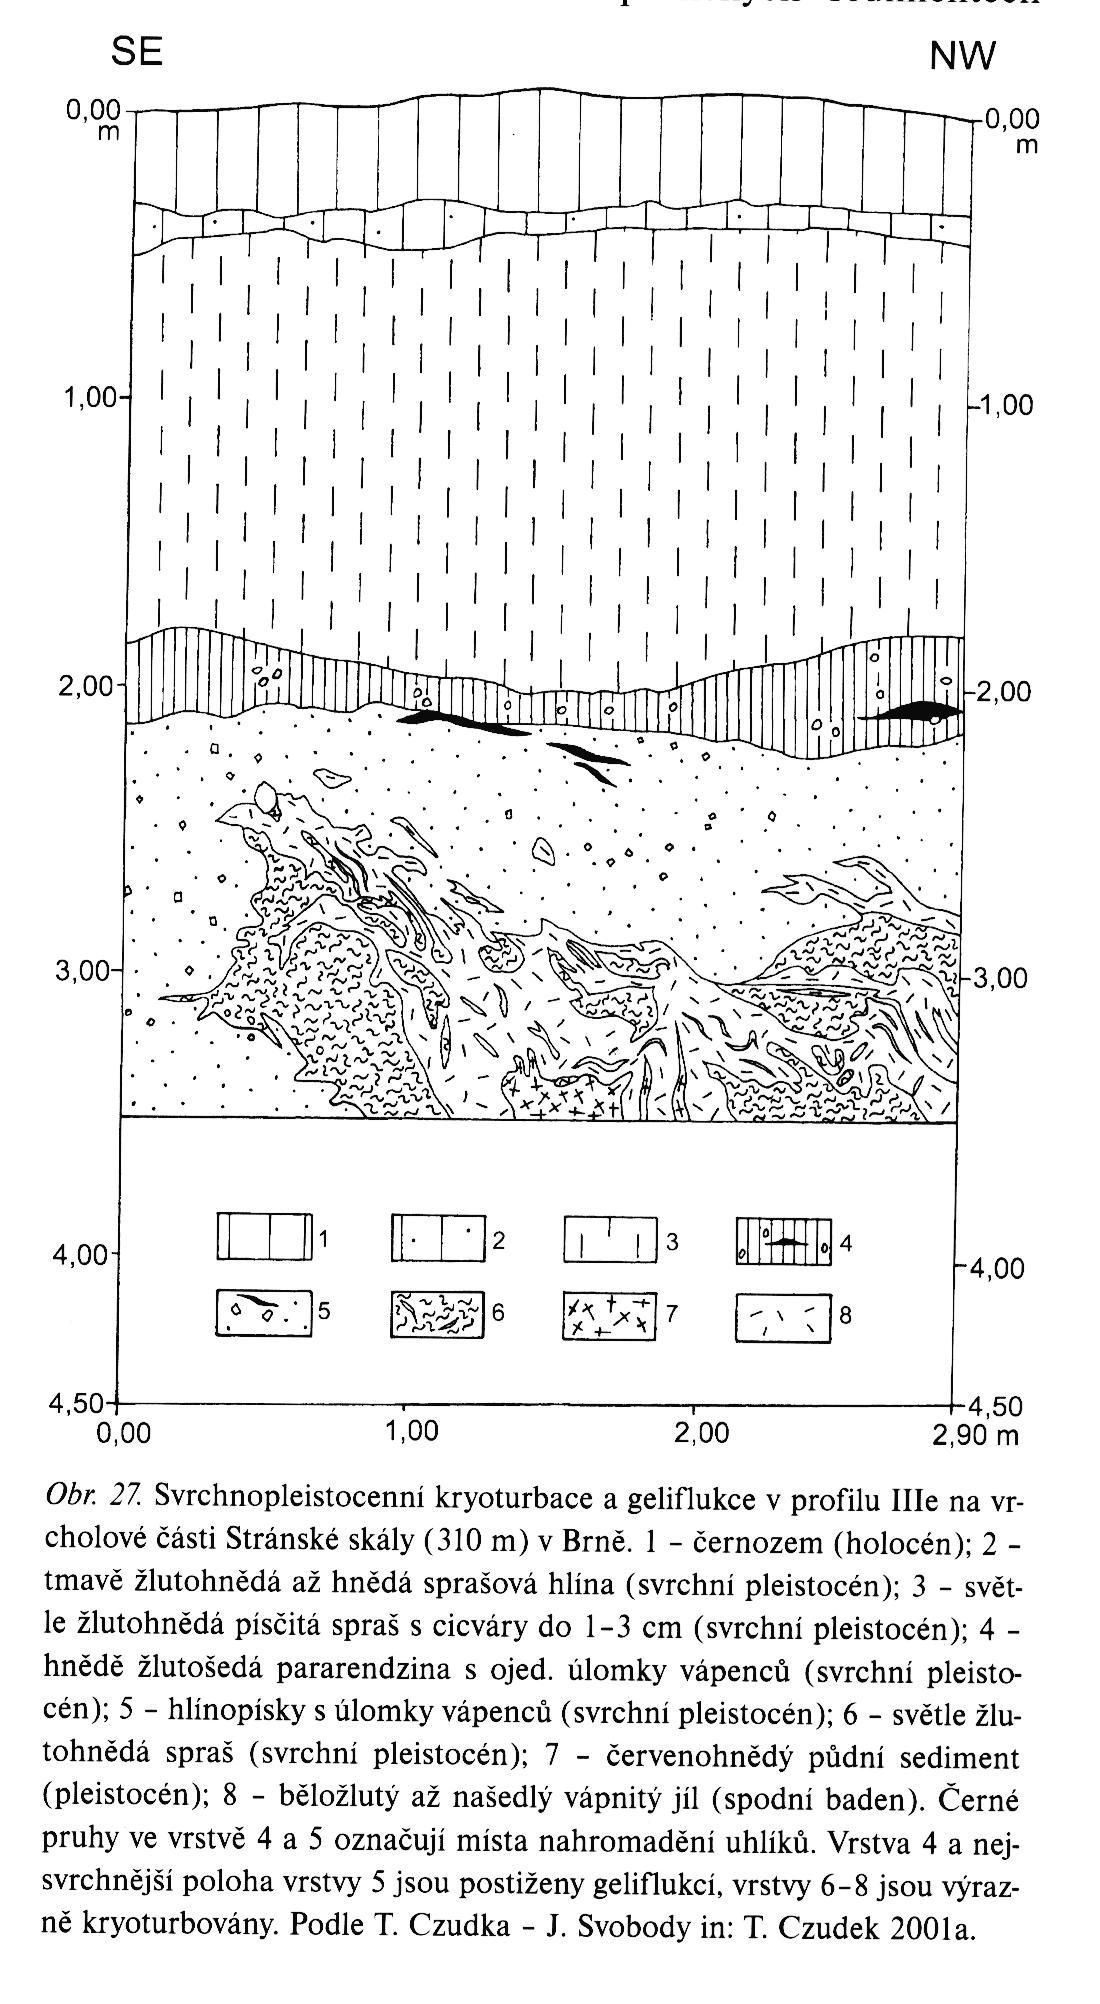 SE
NW
0,00
m
0,00
m
1,00
1,00
2,00
2,00
3,00
3,00
1
2
3
4
4,00
4,00
5
6
7
8
4,50
4,50
0,00
1,00
2,00
2,90 m
Obr. 27. Svrchnopleistocenní kryoturbace a geliflukce v profilu IIIe na vr-
cholové části Stránské skály (310 m) v Brně. 1 – černozem (holocén); 2 –
tmavě žlutohnědá až hnědá sprašová hlína (svrchní pleistocén); 3 – svět-
le žlutohnědá písčitá spraš s cicváry do 1–3 cm (svrchní pleistocén); 4 –
hnědě žlutošedá pararendzina s ojed. úlomky vápenců (svrchní pleisto-
cén); 5 – hlínopísky s úlomky vápenců (svrchní pleistocén); 6 – světle žlu-
tohnědá spraš (svrchní pleistocén); 7 – červenohnědý půdní sediment
(pleistocén); 8 – běložlutý až našedlý vápnitý jíl (spodní baden). Černé
pruhy ve vrstvě 4 a 5 označují místa nahromadění uhlíků. Vrstva 4 a nej-
svrchnější poloha vrstvy 5 jsou postiženy geliflukcí, vrstvy 6–8 jsou výraz-
ně kryoturbovány. Podle T. Czudka – J. Svobody in: T. Czudek 2001a.